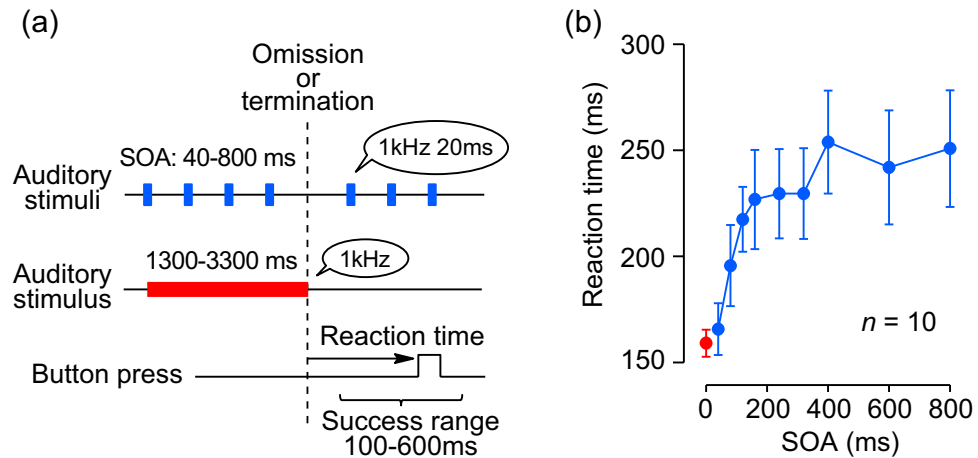 (a)
Omission
or
termination
SOA: 40-800 ms
1kHz 20ms
Auditory
stimuli
1300-3300 ms
1kHz
Auditory
stimulus
Reaction time
Button press
Success range
100-600ms
(b)
Reaction time (ms)
300
250
200
150
n = 10
0 200 400 600 800
SOA (ms)